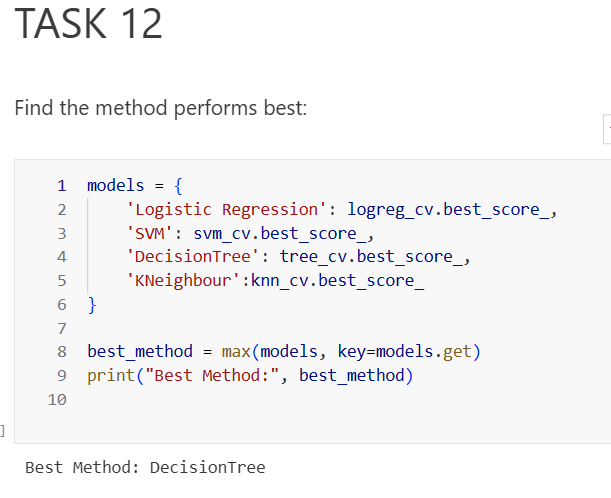 TASK 12
Find the method performs best:
1 models = {
2     'Logistic Regression': logreg_cv.best_score_,
3     'SVM': svm_cv.best_score_,
4     'DecisionTree': tree_cv.best_score_,
5     'KNeighbour':knn_cv.best_score_
6 }
7
8 best_method = max(models, key=models.get)
9 print("Best Method:", best_method)
10
]
Best Method: DecisionTree